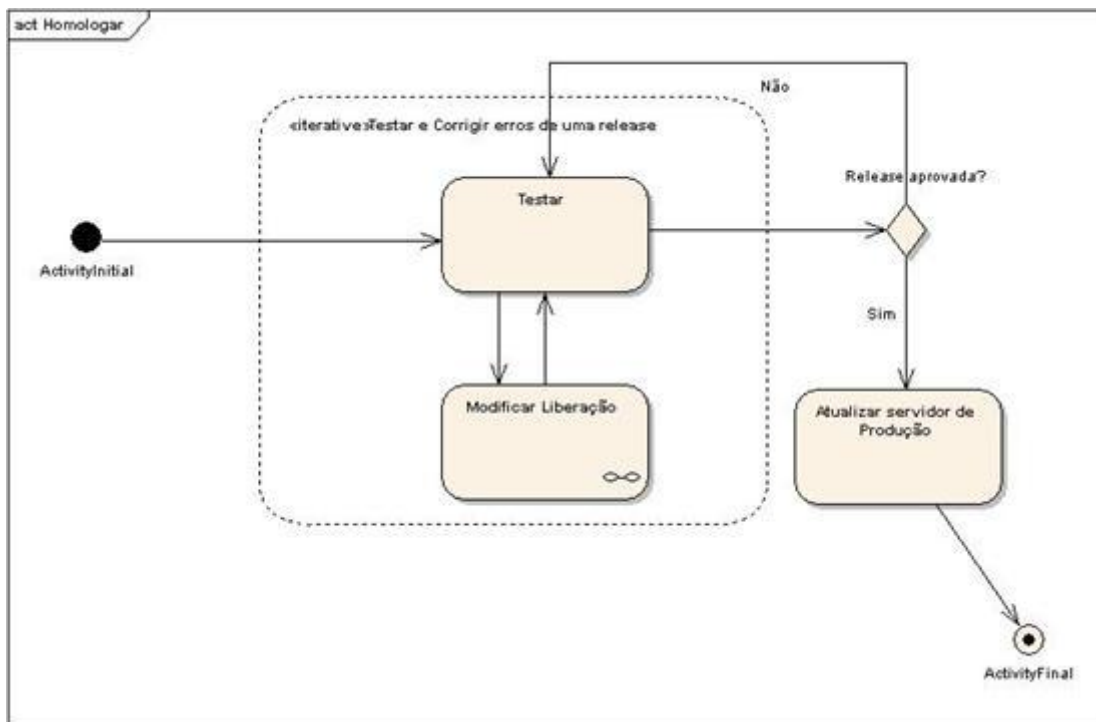 act Homologar
Não
«iterative»Testar e Corrigir erros de uma release
Release aprovada?
Testar
ActivityInitial
Sim
Modificar Liberação
Atualizar servidor de
Produção
ActivityFinal